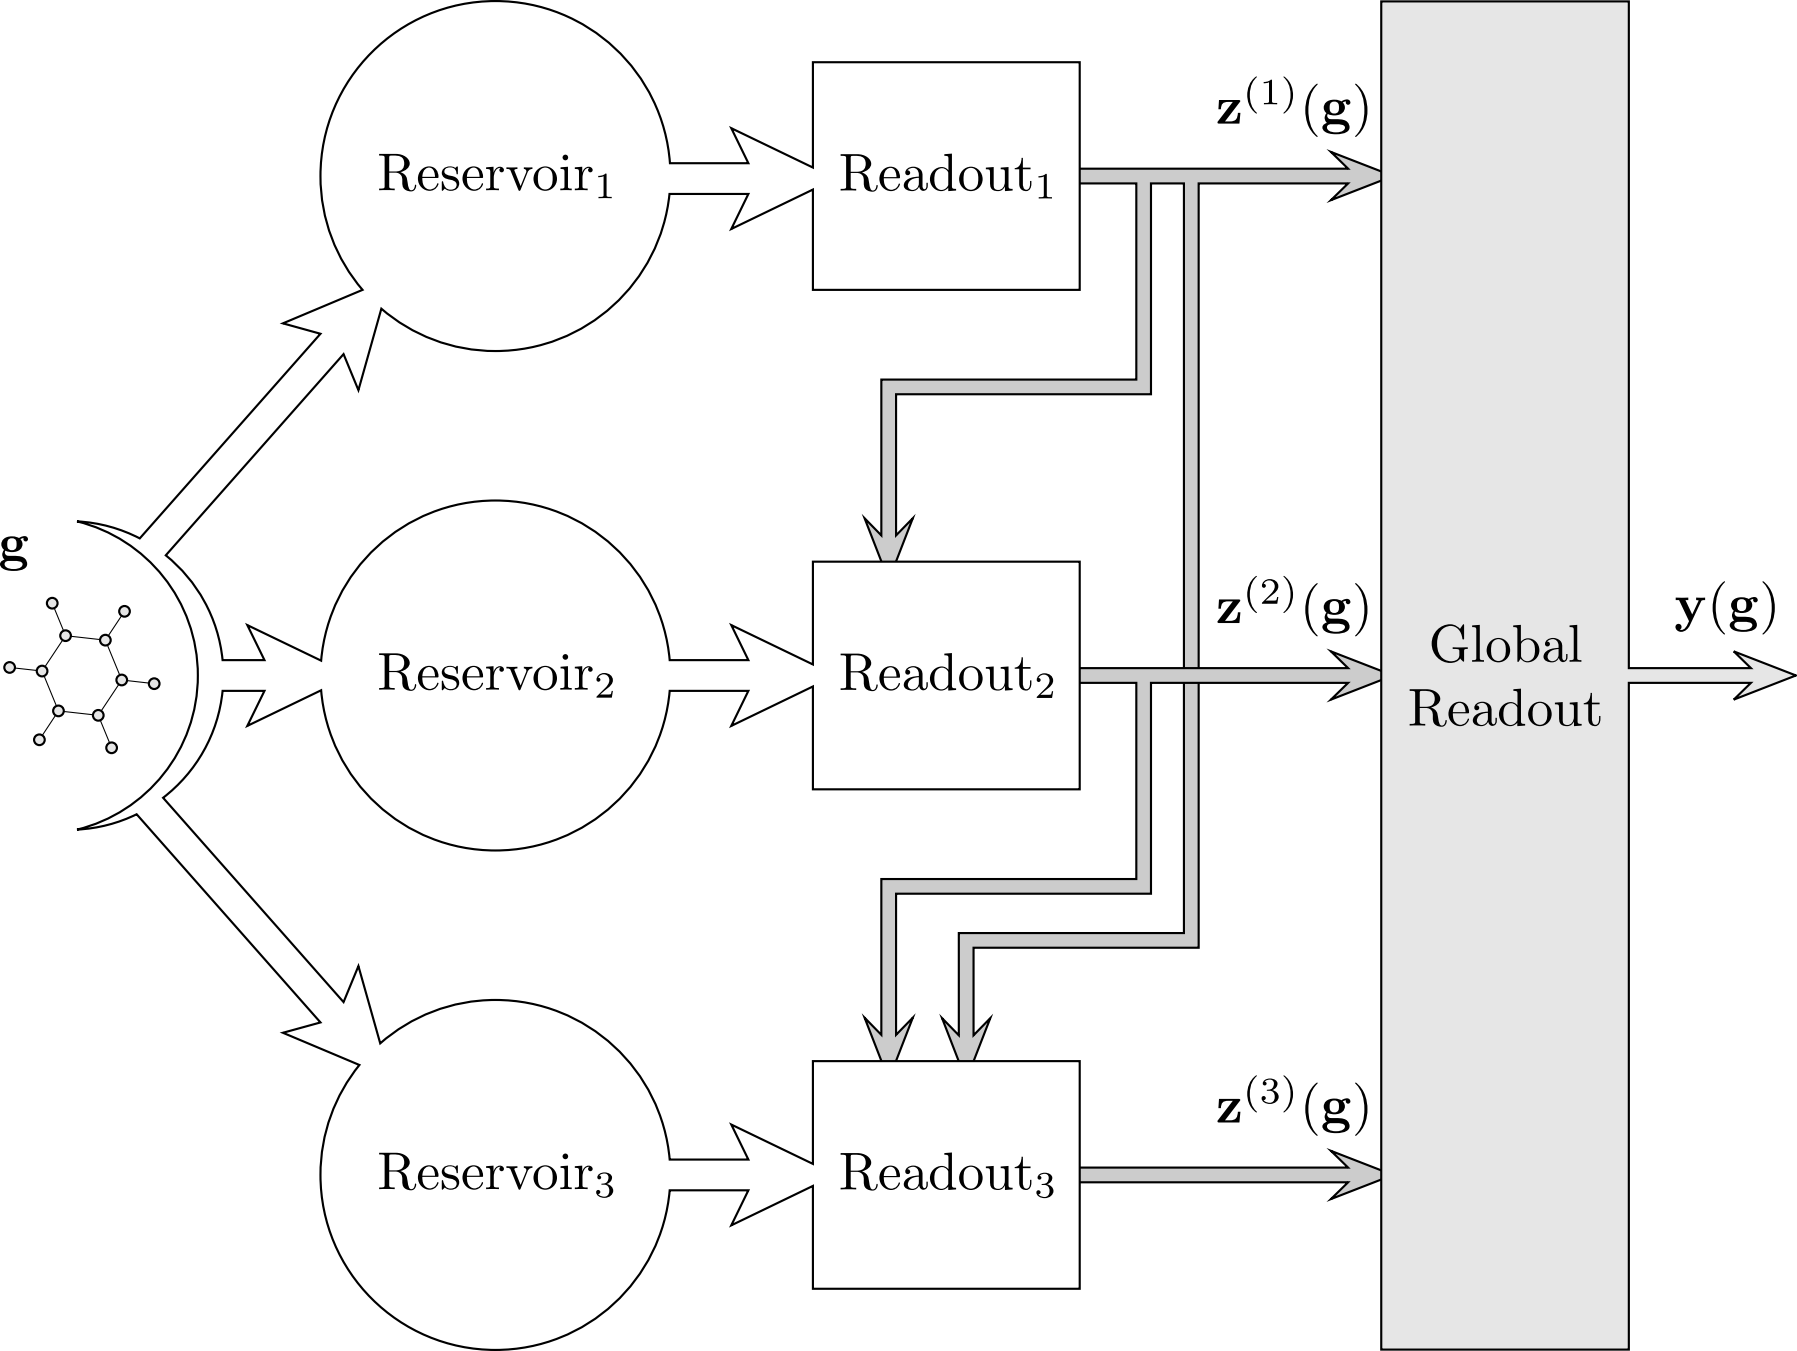 Reservoir₁
Readout₁
z⁽¹⁾(g)
g
Reservoir₂
Readout₂
z⁽²⁾(g)
Global
Readout
y(g)
Reservoir₃
Readout₃
z⁽³⁾(g)